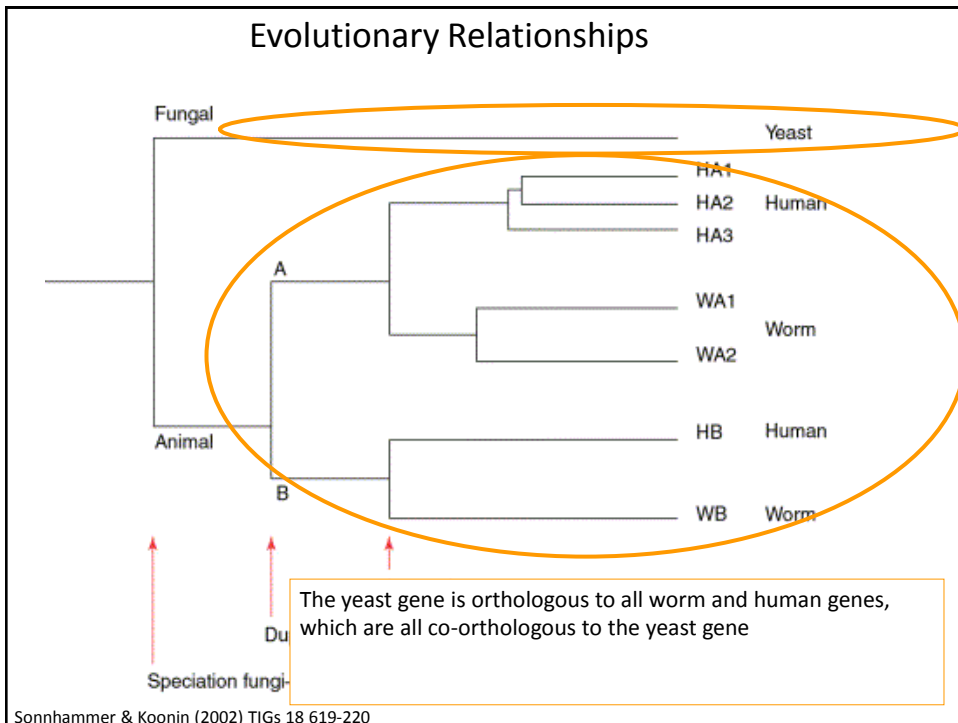 Evolutionary Relationships
Fungal
Yeast
HA1
HA2 Human
HA3
A
WA1
Worm
WA2
Animal
HB Human
B
WB Worm
The yeast gene is orthologous to all worm and human genes,
which are all co-orthologous to the yeast gene
Du
Speciation fungi-
Sonnhammer & Koonin (2002) TIGs 18 619-220